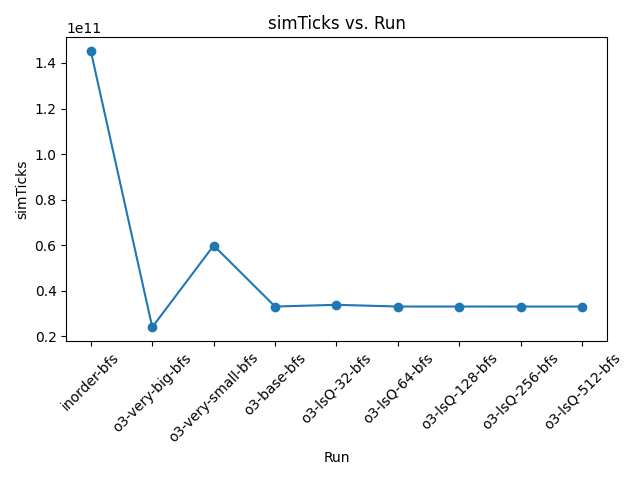 simTicks vs. Run
1e11
1.4
1.2
1.0
0.8
0.6
0.4
0.2
simTicks
inorder-bfs
o3-very-big-bfs
o3-very-small-bfs
o3-base-bfs
o3-lsQ-32-bfs
o3-lsQ-64-bfs
o3-lsQ-128-bfs
o3-lsQ-256-bfs
o3-lsQ-512-bfs
Run